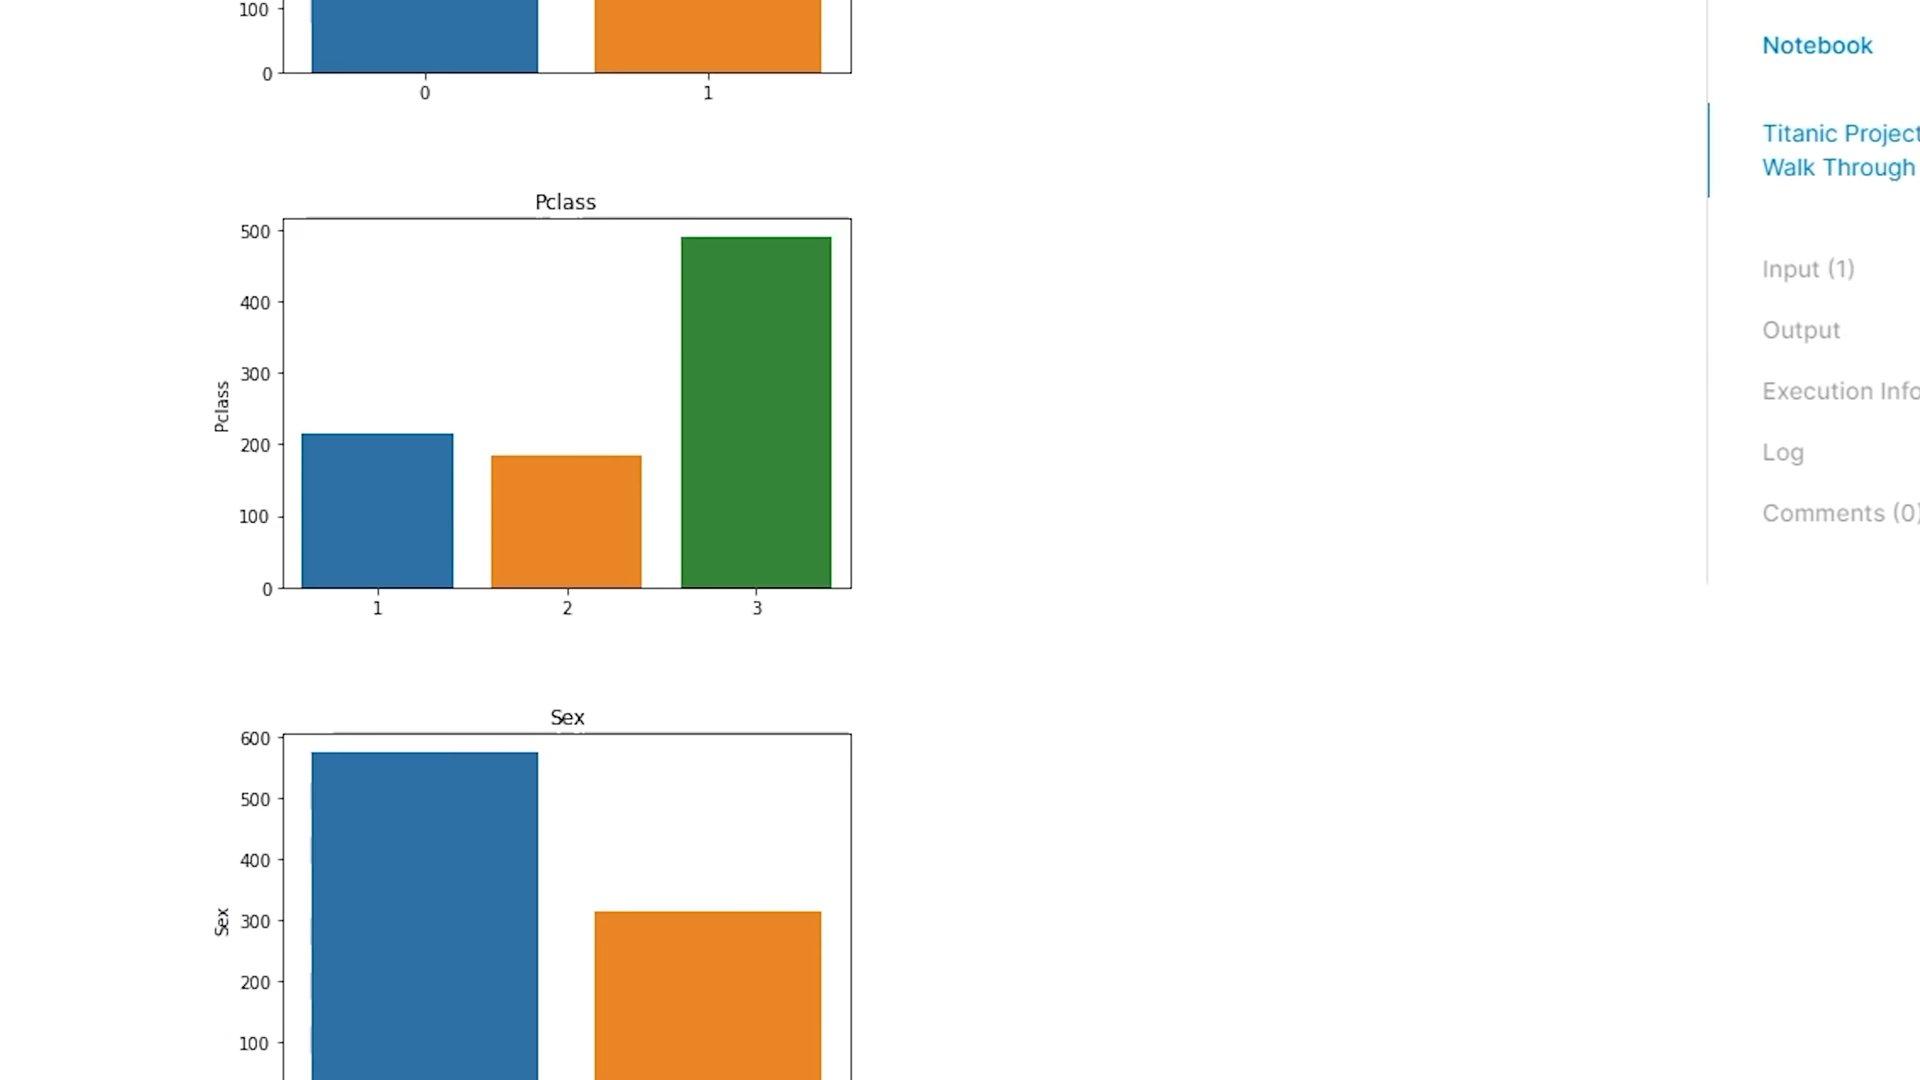 100
0
0 1
Pclass
500
400
300
200
100
0
Pclass
1 2 3
Sex
600
500
400
300
200
100
Sex
Notebook
Titanic Project
Walk Through
Input (1)
Output
Execution Info
Log
Comments (0)